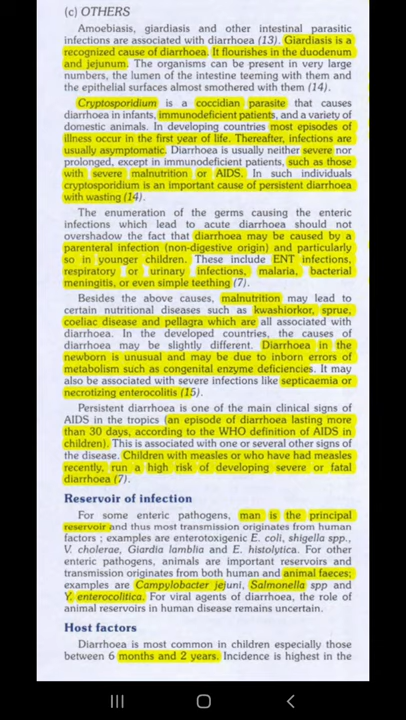 (c) OTHERS
Amoebiasis, giardiasis and other intestinal parasitic
infections are associated with diarrhoea (13). Giardiasis is a
recognized cause of diarrhoea. It flourishes in the duodenum
and jejunum. The organisms can be present in very large
numbers, the lumen of the intestine teeming with them and
the epithelial surfaces almost smothered with them (14).
Cryptosporidium is a coccidian parasite that causes
diarrhoea in infants, immunodeficient patients, and a variety of
domestic animals. In developing countries most episodes of
illness occur in the first year of life. Thereafter, infections are
usually asymptomatic. Diarrhoea is usually neither severe nor
prolonged, except in immunodeficient patients, such as those
with severe malnutrition or AIDS. In such individuals
cryptosporidium is an important cause of persistent diarrhoea
with wasting (14).
The enumeration of the germs causing the enteric
infections which lead to acute diarrhoea should not
overshadow the fact that diarrhoea may be caused by a
parenteral infection (non-digestive origin) and particularly
so in younger children. These include ENT infections,
respiratory or urinary infections, malaria, bacterial
meningitis, or even simple teething (7).
Besides the above causes, malnutrition may lead to
certain nutritional diseases such as kwashiorkor, sprue,
coeliac disease and pellagra which are all associated with
diarrhoea. In the developed countries, the causes of
diarrhoea may be slightly different. Diarrhoea in the
newborn is unusual and may be due to inborn errors of
metabolism such as congenital enzyme deficiencies. It may
also be associated with severe infections like septicaemia or
necrotizing enterocolitis (15).
Persistent diarrhoea is one of the main clinical signs of
AIDS in the tropics (an episode of diarrhoea lasting more
than 30 days, according to the WHO definition of AIDS in
children). This is associated with one or several other signs of
the disease. Children with measles or who have had measles
recently, run a high risk of developing severe or fatal
diarrhoea (7).
Reservoir of infection
For some enteric pathogens, man is the principal
reservoir and thus most transmission originates from human
factors ; examples are enterotoxigenic E. coli, shigella spp.,
V. cholerae, Giardia lamblia and E. histolytica. For other
enteric pathogens, animals are important reservoirs and
transmission originates from both human and animal faeces;
examples are Campylobacter jejuni, Salmonella spp and
Y. enterocolitica. For viral agents of diarrhoea, the role of
animal reservoirs in human disease remains uncertain.
Host factors
Diarrhoea is most common in children especially those
between 6 months and 2 years. Incidence is highest in the